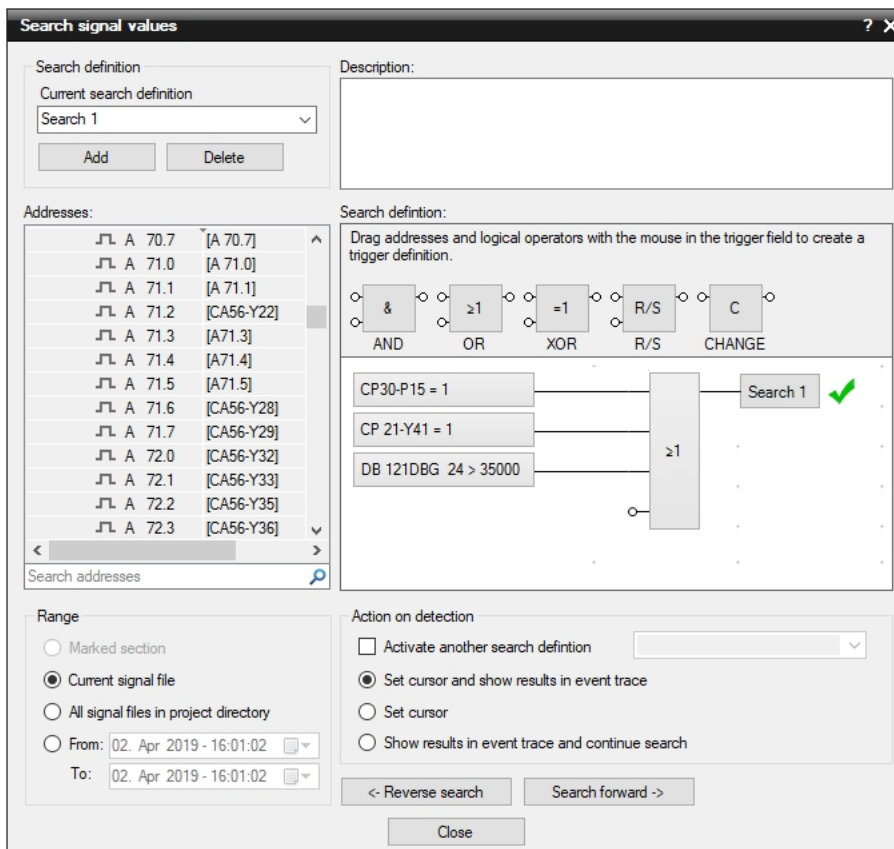 Search signal values
?
Search definition
Current search definition
Search 1
Add
Delete
Description:
Addresses:
A 70.7 [A 70.7]
A 71.0 [A 71.0]
A 71.1 [A 71.1]
A 71.2 [CA56-Y22]
A 71.3 [A71.3]
A 71.4 [A71.4]
A 71.5 [A71.5]
A 71.6 [CA56-Y28]
A 71.7 [CA56-Y29]
A 72.0 [CA56-Y32]
A 72.1 [CA56-Y33]
A 72.2 [CA56-Y35]
A 72.3 [CA56-Y36]
Search addresses
Search defintion:
Drag addresses and logical operators with the mouse in the trigger field to create a
trigger definition.
& ≥1 =1 R/S C
AND OR XOR R/S CHANGE
CP30-P15 = 1
CP 21-Y41 = 1
DB 121DBG 24 > 35000
≥1
Search 1
Range
Marked section
Current signal file
All signal files in project directory
From: 02. Apr 2019 - 16:01:02
To: 02. Apr 2019 - 16:01:02
Action on detection
Activate another search defintion
Set cursor and show results in event trace
Set cursor
Show results in event trace and continue search
<- Reverse search
Search forward ->
Close